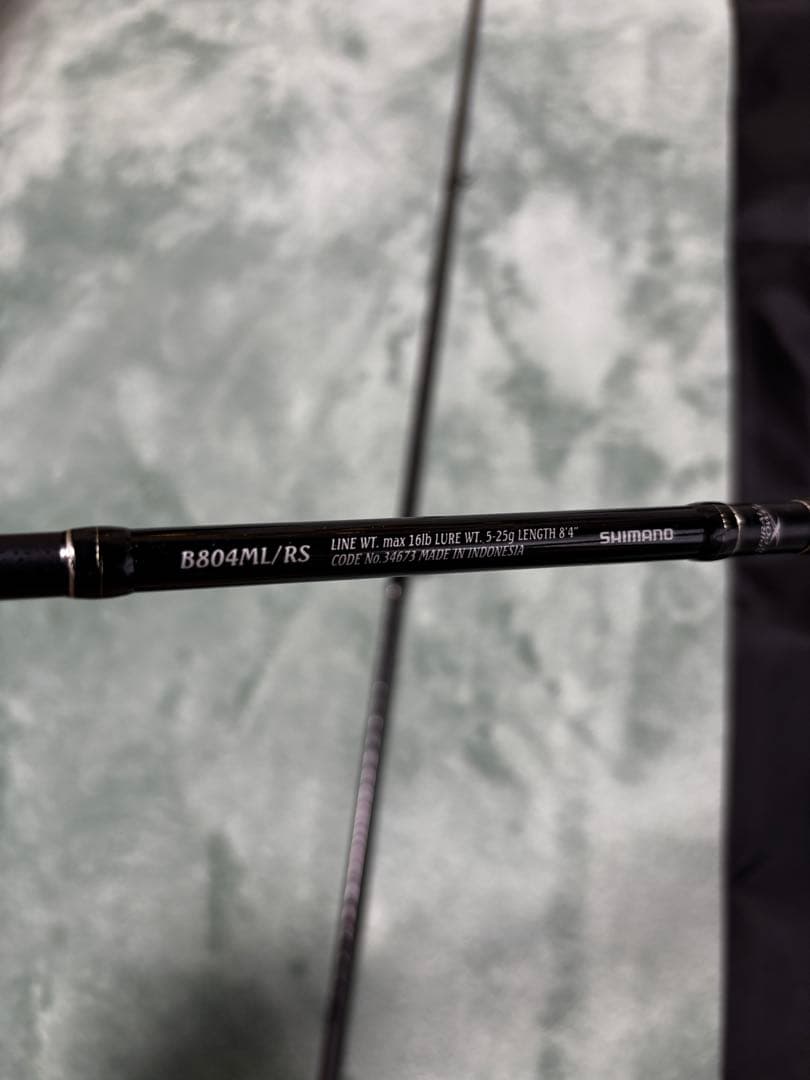 B804ML/RS
LINE WT. max 16lb LURE WT. 5-25g LENGTH 8'4"
CODE No.34673 MADE IN INDONESIA
SHIMANO